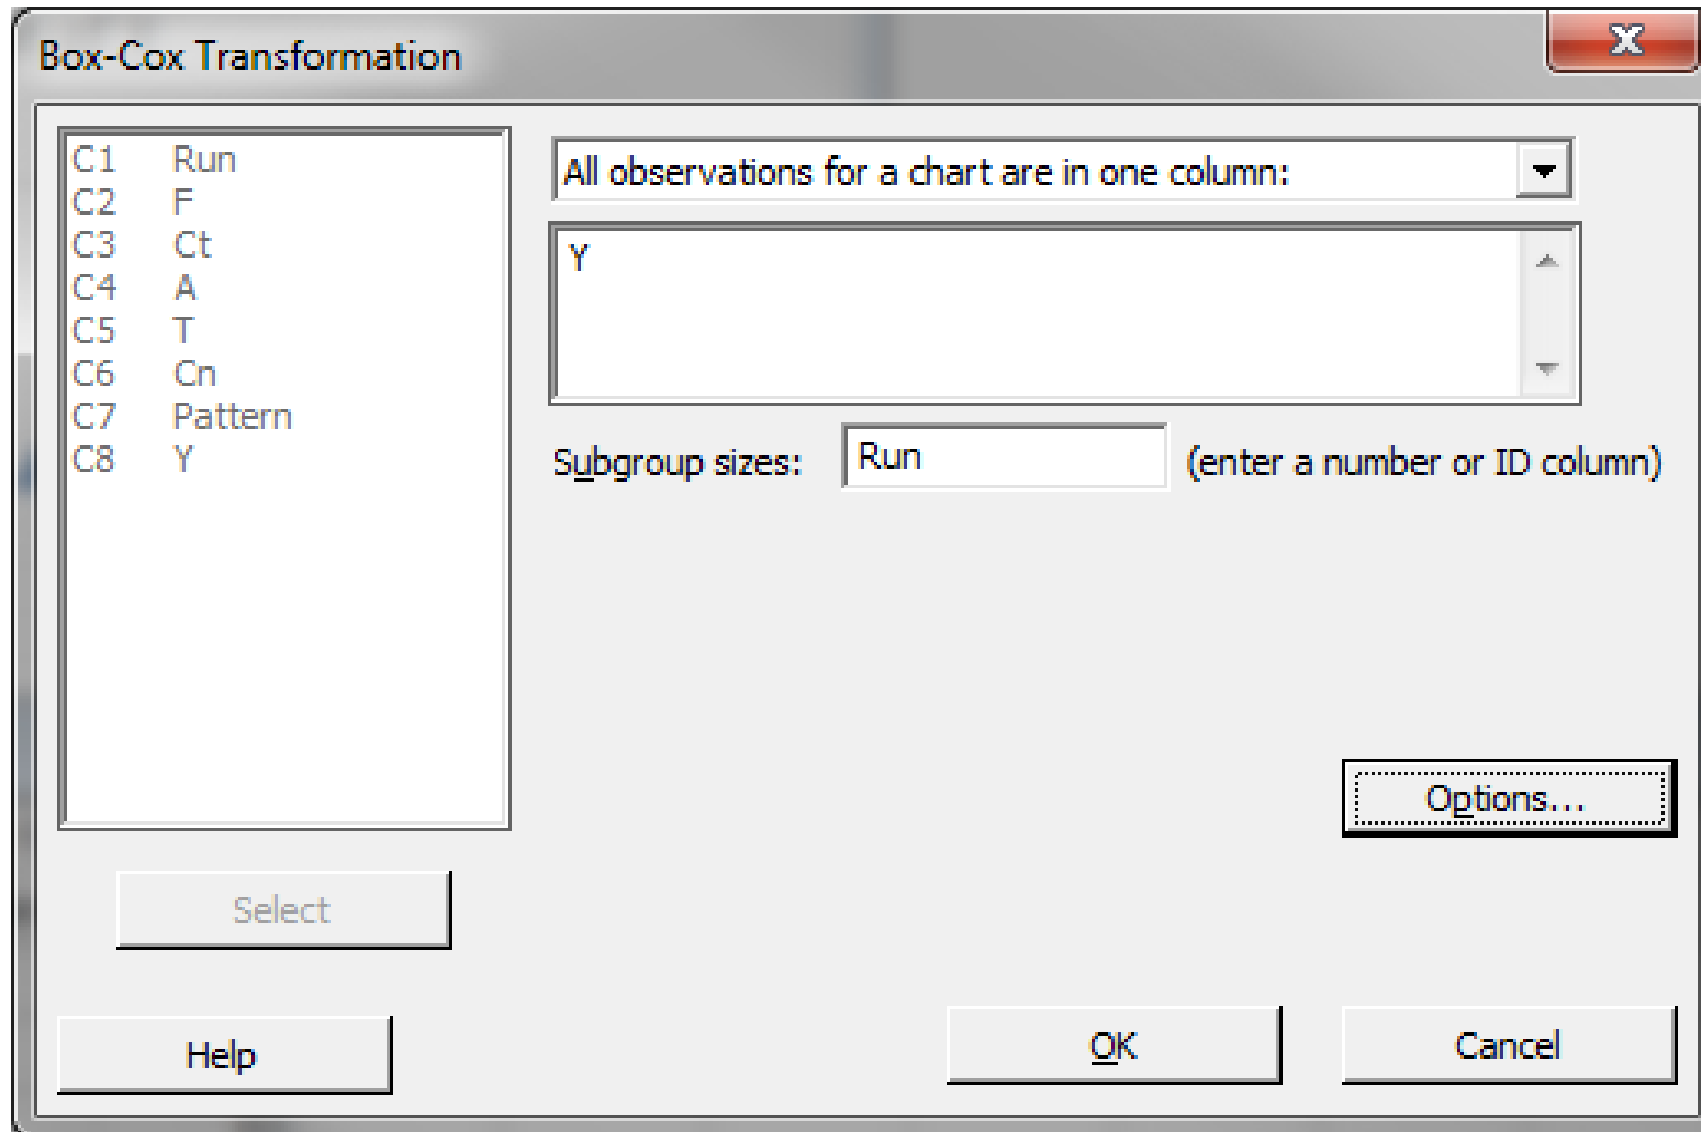 Box-Cox Transformation
C1 Run
C2 F
C3 Ct
C4 A
C5 T
C6 Cn
C7 Pattern
C8 Y
All observations for a chart are in one column:
Y
Subgroup sizes: Run (enter a number or ID column)
Options...
Select
Help
OK
Cancel